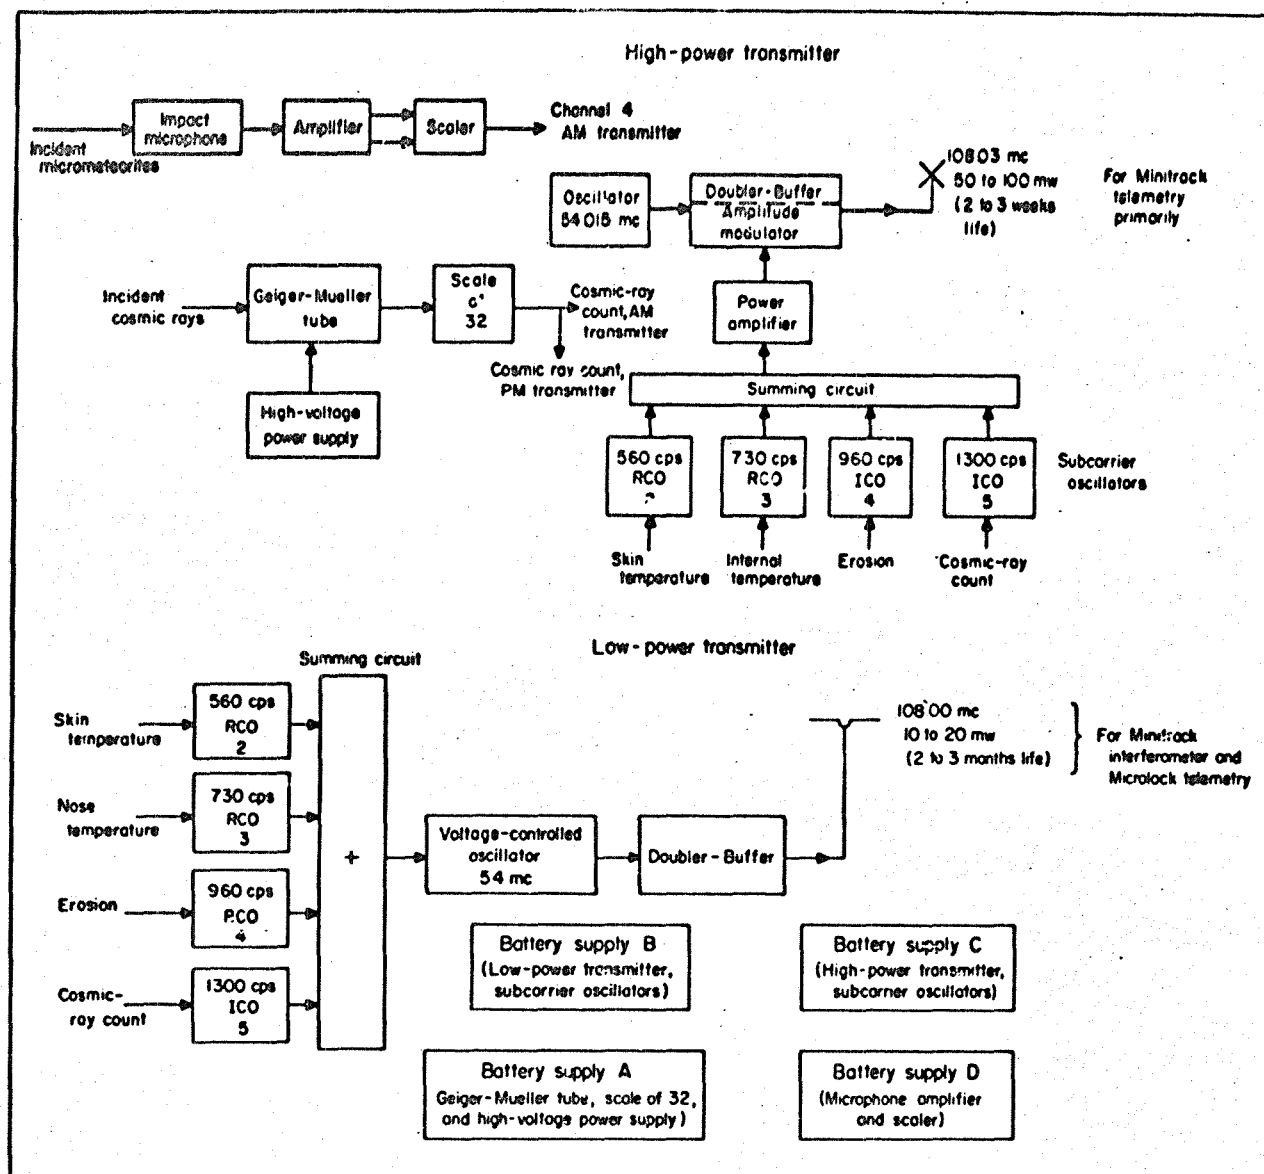 High-power transmitter
Impact
microphone
Amplifier
Scaler
Channel 4
AM transmitter
Incident
micrometeorites
Oscillator
54.015 mc
Doubler-Buffer
Amplitude
modulator
108.03 mc
50 to 100 mw
(2 to 3 weeks
life)
For Minitrack
telemetry
primarily
Incident
cosmic rays
Geiger-Mueller
tube
Scale
32
Cosmic-ray
count, AM
transmitter
Cosmic ray count,
PM transmitter
High-voltage
power supply
Power
amplifier
Summing circuit
560 cps
RCO
730 cps
RCO
3
960 cps
ICO
4
1300 cps
ICO
5
Subcarrier
oscillators
Skin
temperature
Internal
temperature
Erosion
Cosmic-ray
count
Low-power transmitter
Summing circuit
Skin
temperature
560 cps
RCO
2
Nose
temperature
730 cps
RCO
3
Erosion
960 cps
RCO
4
Cosmic-
ray count
1300 cps
ICO
5
+
Voltage-controlled
oscillator
54 mc
Doubler-Buffer
108.00 mc
10 to 20 mw
(2 to 3 months life)
For Minitrack
interferometer and
Microlock telemetry
Battery supply B
(Low-power transmitter,
subcarrier oscillators)
Battery supply C
(High-power transmitter,
subcarrier oscillators)
Battery supply A
Geiger-Mueller tube, scale of 32,
and high-voltage power supply)
Battery supply D
(Microphone amplifier
and scaler)